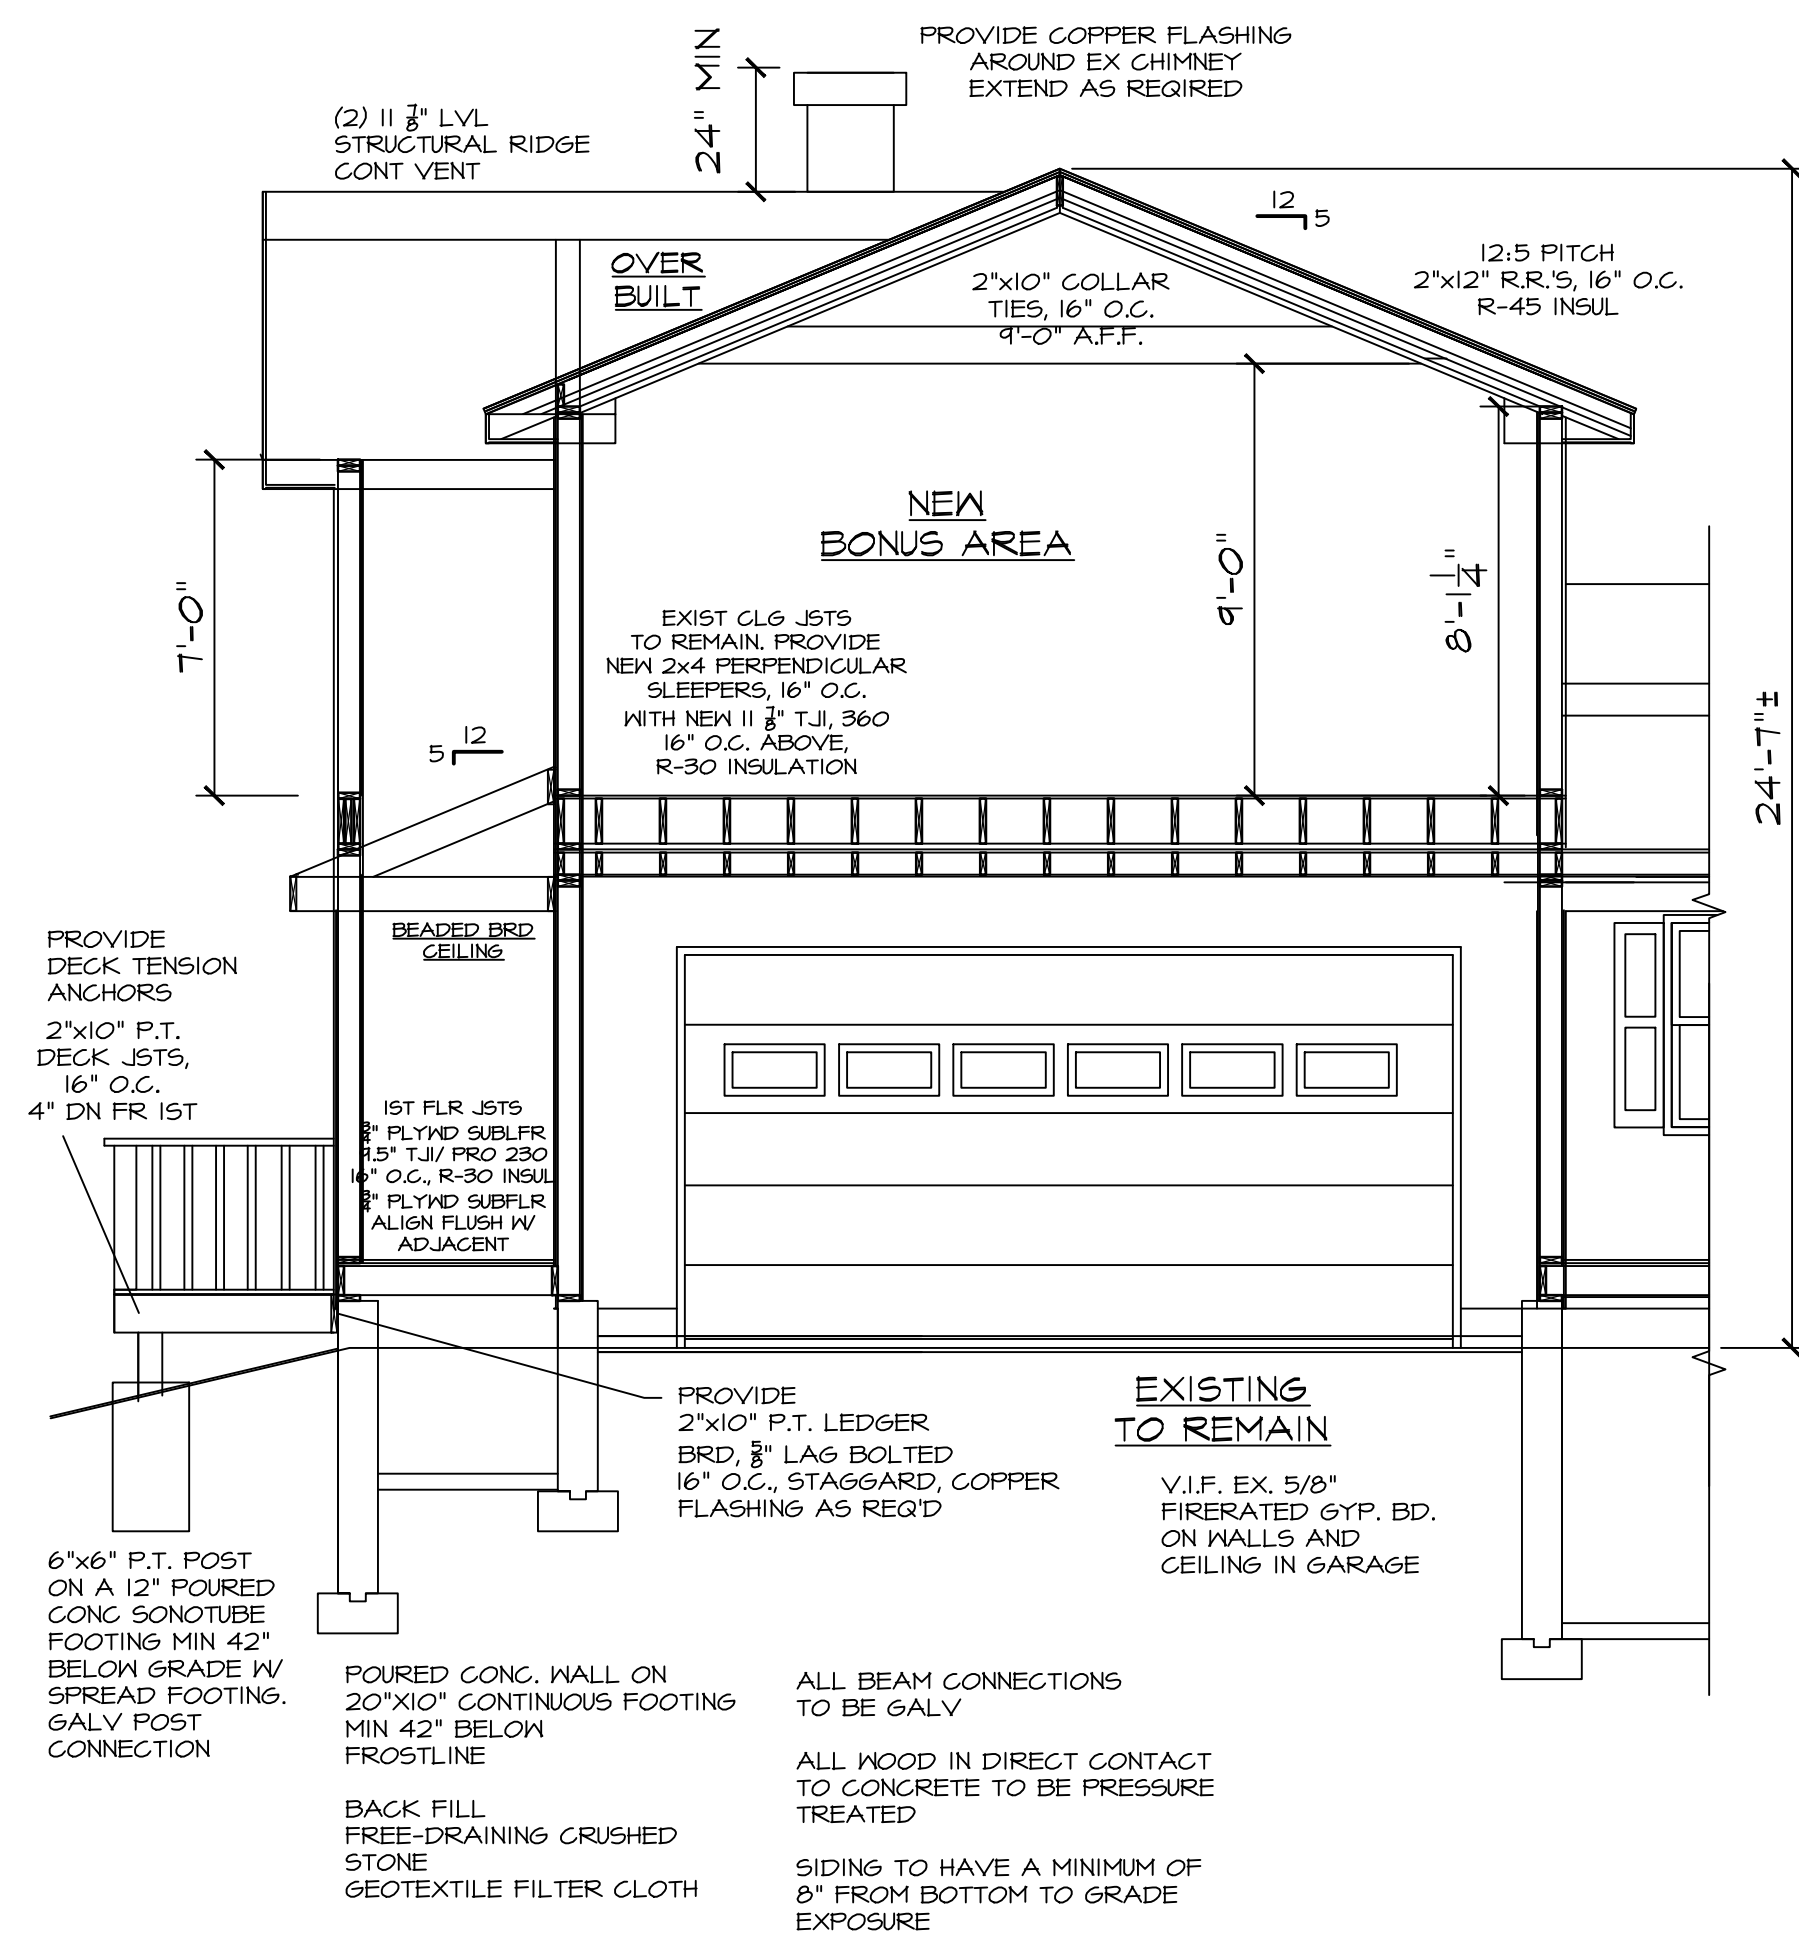 PROVIDE COPPER FLASHING
AROUND EX CHIMNEY
EXTEND AS REQIRED
24" MIN
(2) 11 7/8" LVL
STRUCTURAL RIDGE
CONT VENT
12
5
OVER
BUILT
12:5 PITCH
2"x12" R.R.'S, 16" O.C.
R-45 INSUL
2"x10" COLLAR
TIES, 16" O.C.
9'-0" A.F.F.
NEW
BONUS AREA
7'-0"
9'-0"
8'-1 1/4"
24'-7"±
EXIST CLG JSTS
TO REMAIN. PROVIDE
NEW 2x4 PERPENDICULAR
SLEEPERS, 16" O.C.
WITH NEW 11 7/8" TJI, 360
16" O.C. ABOVE,
R-30 INSULATION
12
5
BEADED BRD
CEILING
PROVIDE
DECK TENSION
ANCHORS
2"x10" P.T.
DECK JSTS,
16" O.C.
4" DN FR 1ST
1ST FLR JSTS
3/4" PLYWD SUBLFR
9.5" TJI/ PRO 230
16" O.C., R-30 INSUL
3/4" PLYWD SUBFLR
ALIGN FLUSH W/
ADJACENT
PROVIDE
2"x10" P.T. LEDGER
BRD, 5/8" LAG BOLTED
16" O.C., STAGGARD, COPPER
FLASHING AS REQ'D
EXISTING
TO REMAIN
V.I.F. EX. 5/8"
FIRERATED GYP. BD.
ON WALLS AND
CEILING IN GARAGE
6"x6" P.T. POST
ON A 12" POURED
CONC SONOTUBE
FOOTING MIN 42"
BELOW GRADE W/
SPREAD FOOTING.
GALV POST
CONNECTION
POURED CONC. WALL ON
20"X10" CONTINUOUS FOOTING
MIN 42" BELOW
FROSTLINE
BACK FILL
FREE-DRAINING CRUSHED
STONE
GEOTEXTILE FILTER CLOTH
ALL BEAM CONNECTIONS
TO BE GALV
ALL WOOD IN DIRECT CONTACT
TO CONCRETE TO BE PRESSURE
TREATED
SIDING TO HAVE A MINIMUM OF
8" FROM BOTTOM TO GRADE
EXPOSURE